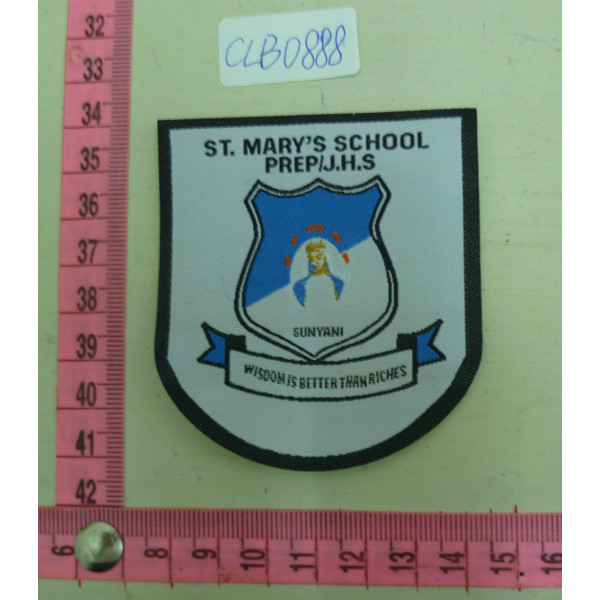 CLB0888
ST. MARY'S SCHOOL
PREP/J.H.S
SUNYANI
WISDOM IS BETTER THAN RICHES
32
33
34
35
36
37
38
39
40
41
42
6 8 9 10 11 12 13 14 15 16